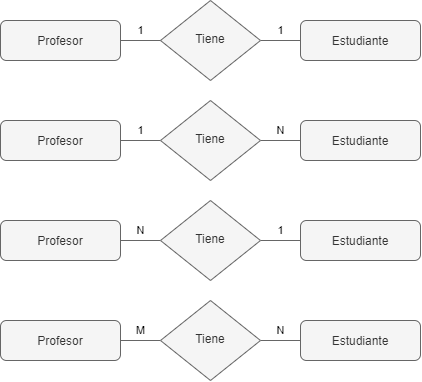 Profesor 1 Tiene 1 Estudiante
Profesor 1 Tiene N Estudiante
Profesor N Tiene 1 Estudiante
Profesor M Tiene N Estudiante